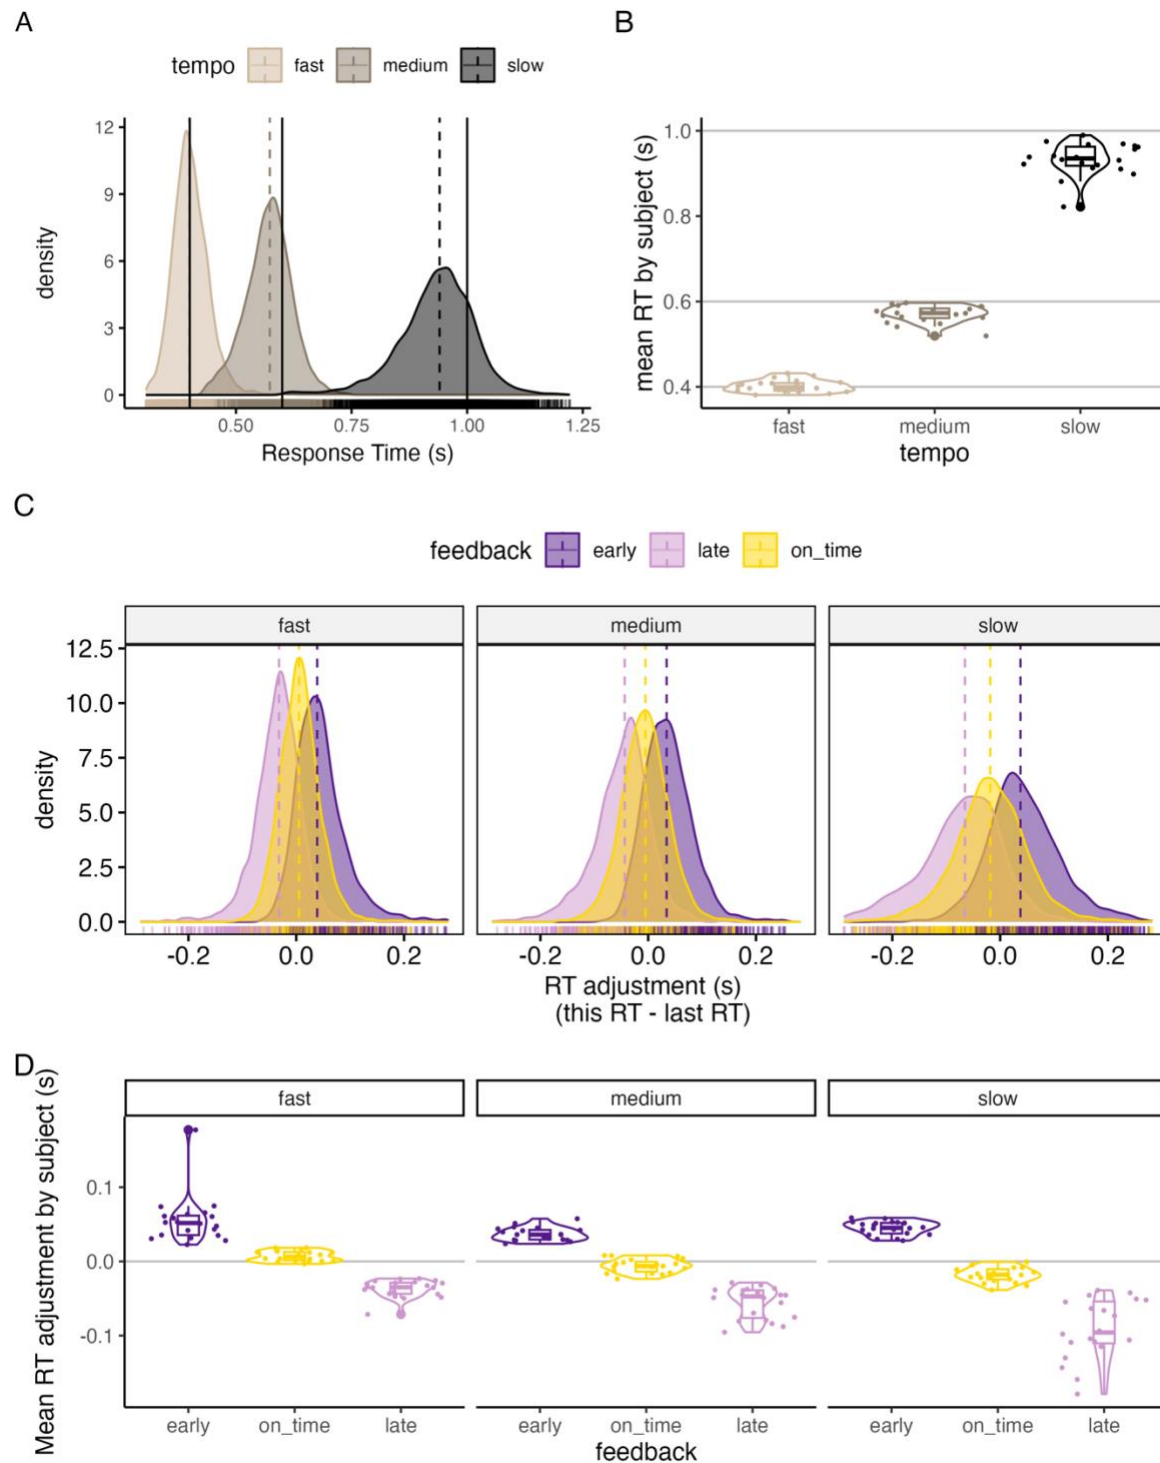 A
B
tempo fast medium slow
12
9
6
3
0
density
0.50 0.75 1.00 1.25
Response Time (s)
mean RT by subject (s)
1.0
0.8
0.6
0.4
fast medium slow
tempo
C
feedback early late on_time
fast medium slow
density
12.5
10.0
7.5
5.0
2.5
0.0
-0.2 0.0 0.2 -0.2 0.0 0.2 -0.2 0.0 0.2
RT adjustment (s)
(this RT - last RT)
D
Mean RT adjustment by subject (s)
fast medium slow
0.1
0.0
-0.1
early on_time late early on_time late early on_time late
feedback